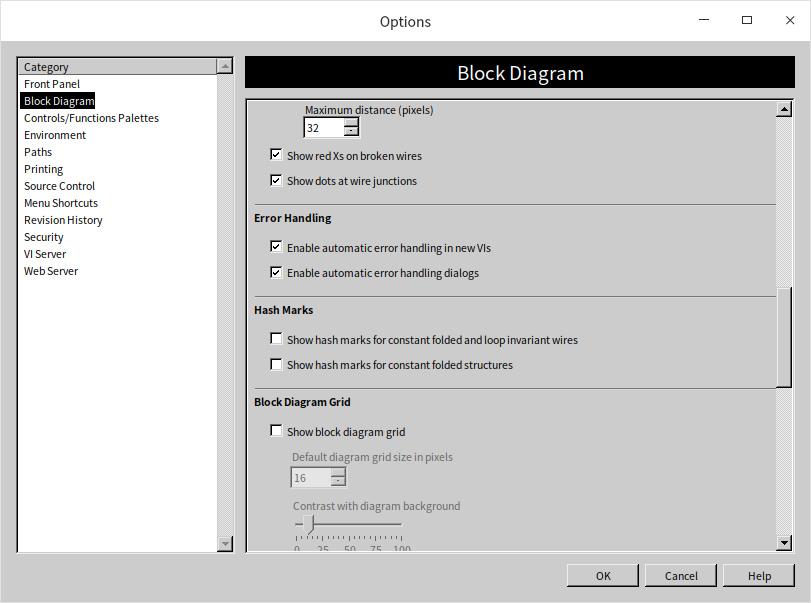 Options
Category
Front Panel
Block Diagram
Controls/Functions Palettes
Environment
Paths
Printing
Source Control
Menu Shortcuts
Revision History
Security
VI Server
Web Server
Block Diagram
Maximum distance (pixels)
32
Show red Xs on broken wires
Show dots at wire junctions
Error Handling
Enable automatic error handling in new VIs
Enable automatic error handling dialogs
Hash Marks
Show hash marks for constant folded and loop invariant wires
Show hash marks for constant folded structures
Block Diagram Grid
Show block diagram grid
Default diagram grid size in pixels
16
Contrast with diagram background
0 25 50 75 100
OK Cancel Help